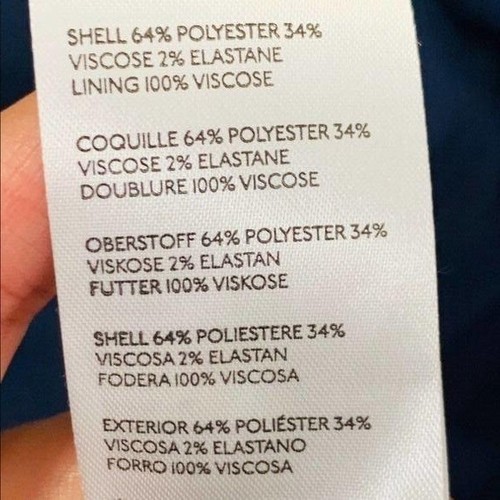 SHELL 64% POLYESTER 34%
VISCOSE 2% ELASTANE
LINING 100% VISCOSE
COQUILLE 64% POLYESTER 34%
VISCOSE 2% ELASTANE
DOUBLURE 100% VISCOSE
OBERSTOFF 64% POLYESTER 34%
VISKOSE 2% ELASTAN
FUTTER 100% VISKOSE
SHELL 64% POLIESTERE 34%
VISCOSA 2% ELASTAN
FODERA 100% VISCOSA
EXTERIOR 64% POLIÉSTER 34%
VISCOSA 2% ELASTANO
FORRO 100% VISCOSA